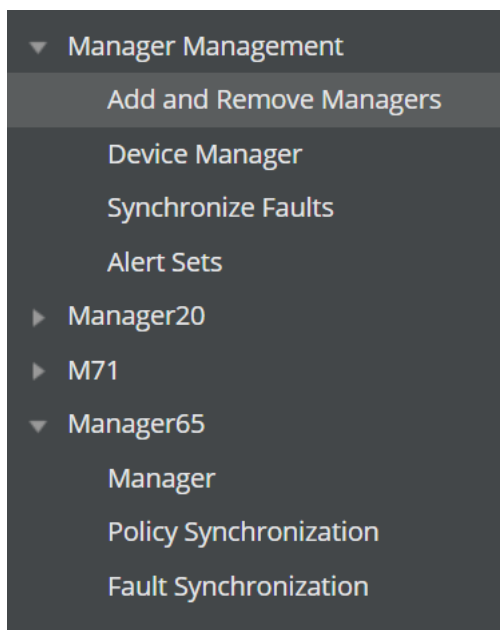 Manager Management
Add and Remove Managers
Device Manager
Synchronize Faults
Alert Sets
Manager20
M71
Manager65
Manager
Policy Synchronization
Fault Synchronization